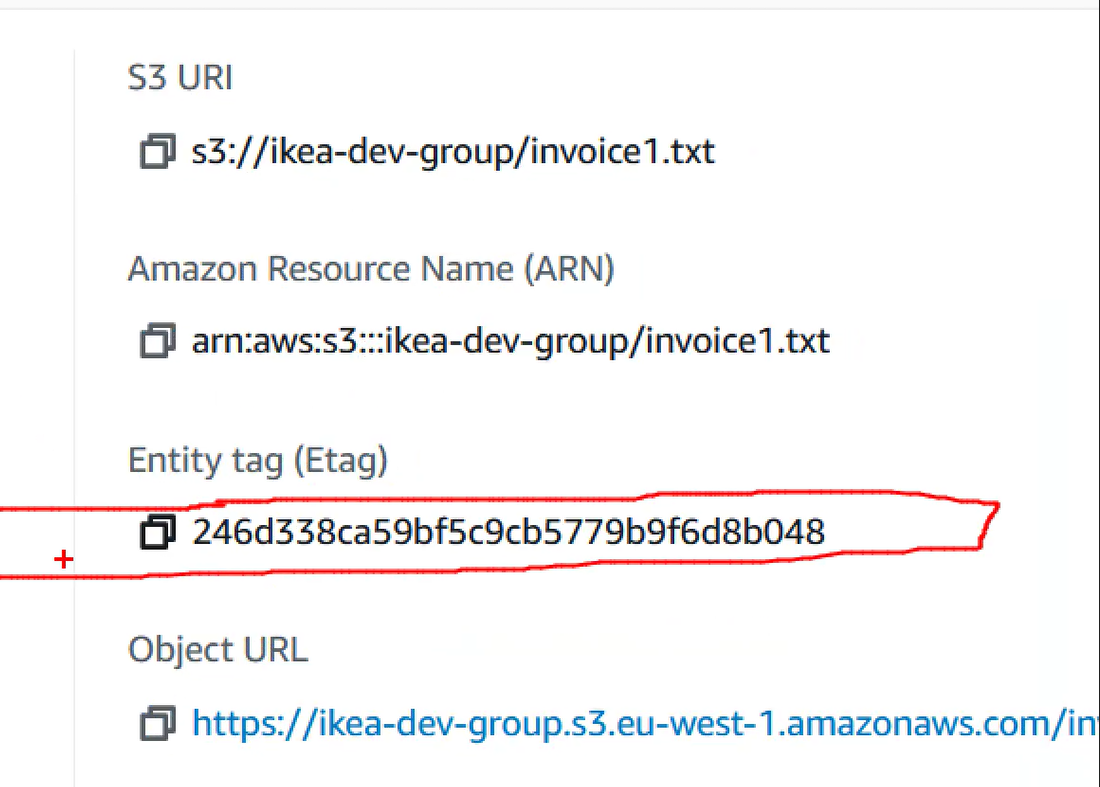 S3 URI
s3://ikea-dev-group/invoice1.txt
Amazon Resource Name (ARN)
arn:aws:s3:::ikea-dev-group/invoice1.txt
Entity tag (Etag)
246d338ca59bf5c9cb5779b9f6d8b048
Object URL
https://ikea-dev-group.s3.eu-west-1.amazonaws.com/in